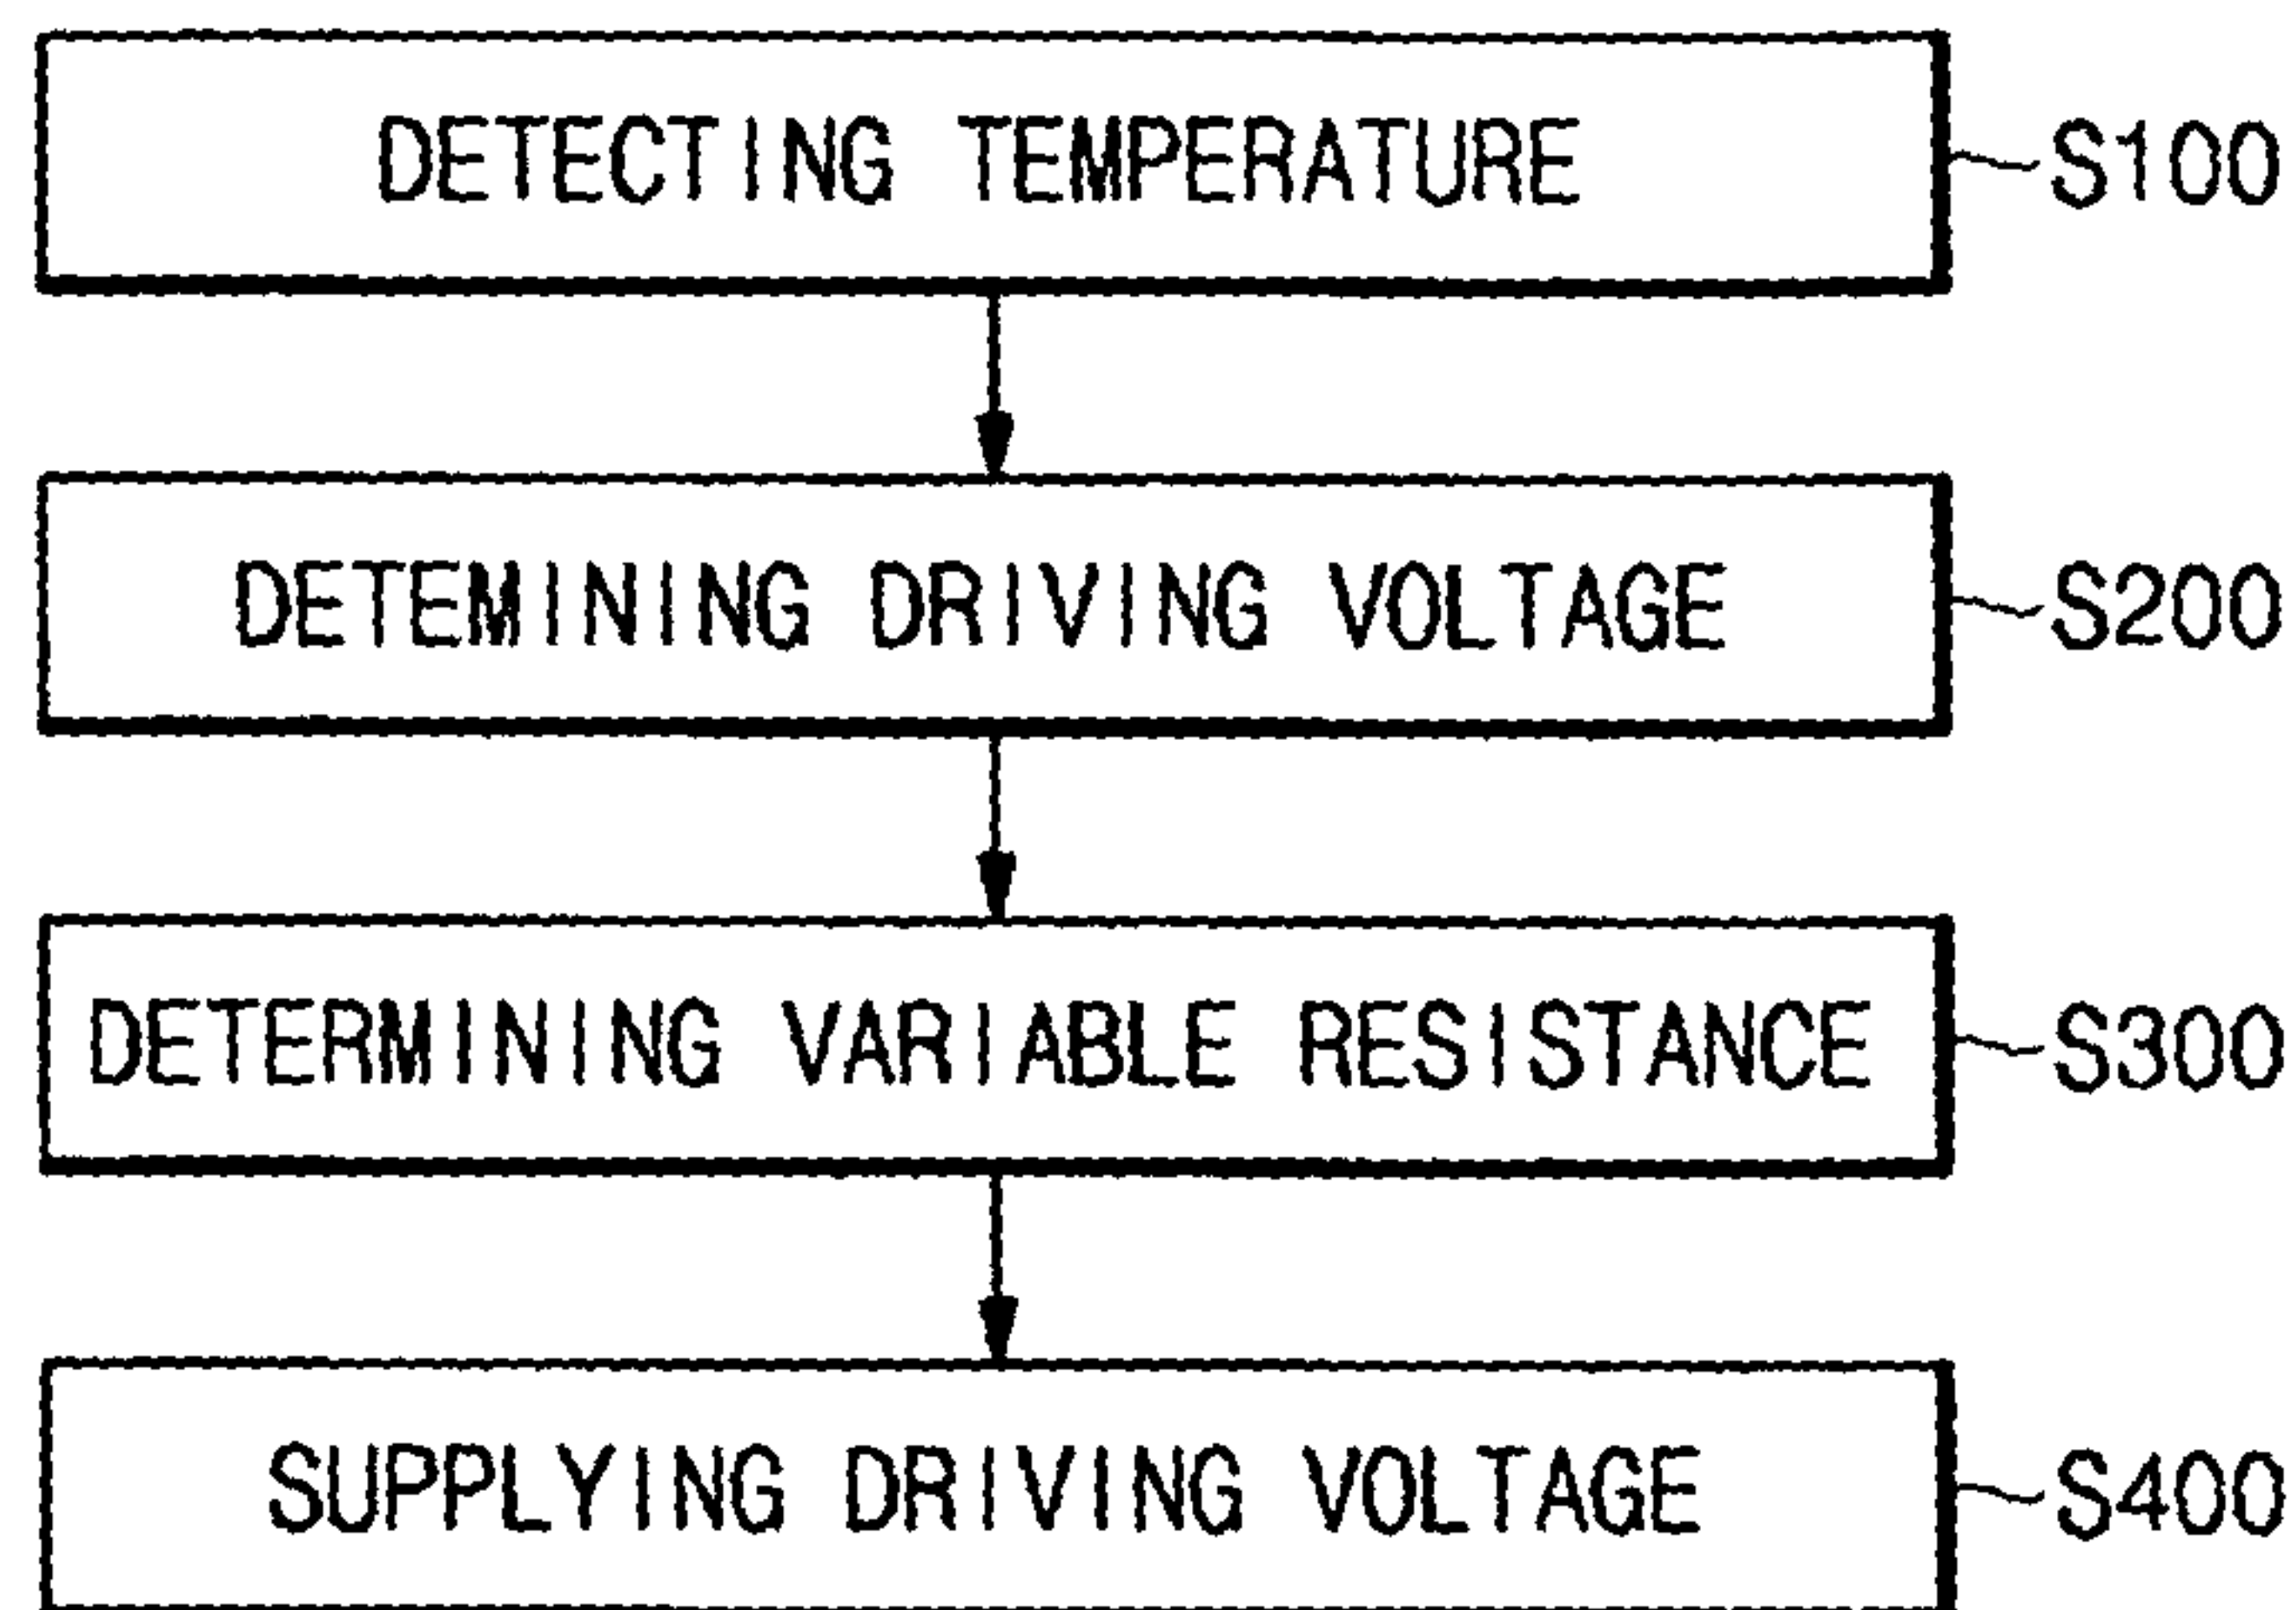 DETECTING TEMPERATURE S100
DETEMINING DRIVING VOLTAGE S200
DETERMINING VARIABLE RESISTANCE S300
SUPPLYING DRIVING VOLTAGE S400